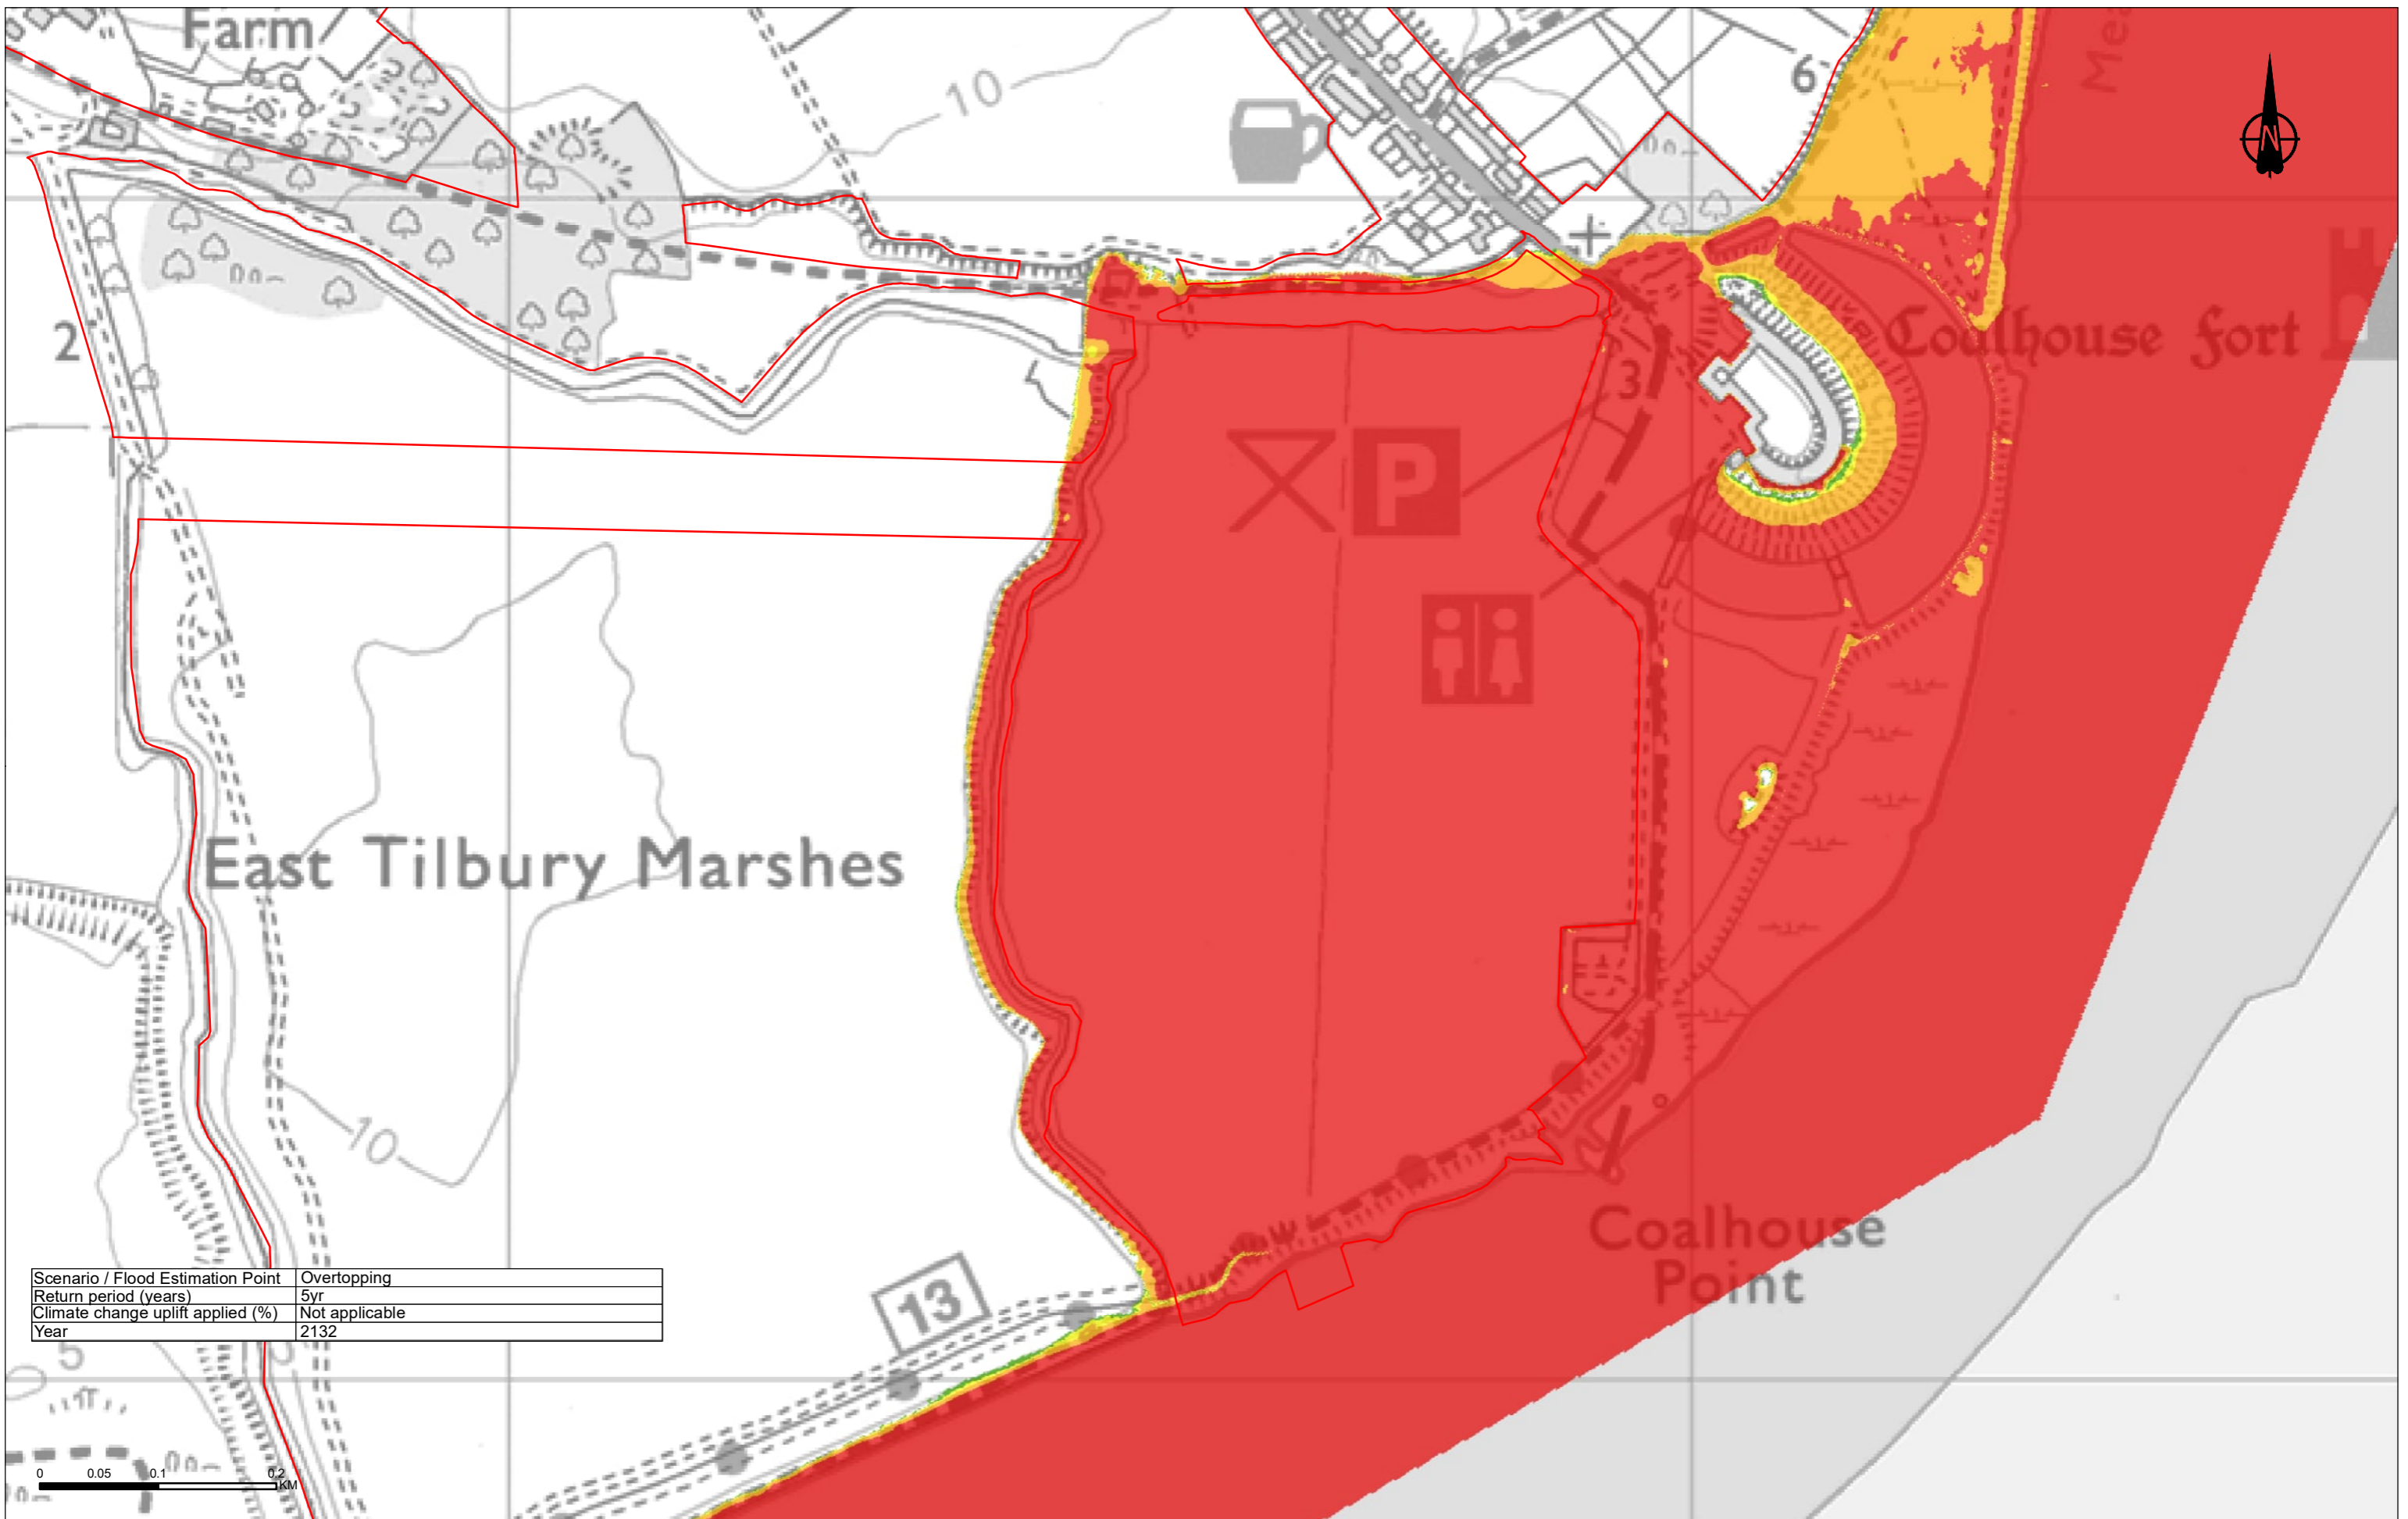 Farm
10
6
Mea
N
Coalhouse Fort
2
3
P
East Tilbury Marshes
10
Coalhouse
Point
13
Scenario / Flood Estimation Point Overtopping
Return period (years) 5yr
Climate change uplift applied (%) Not applicable
Year 2132
5
0 0.05 0.1 0.2
KM